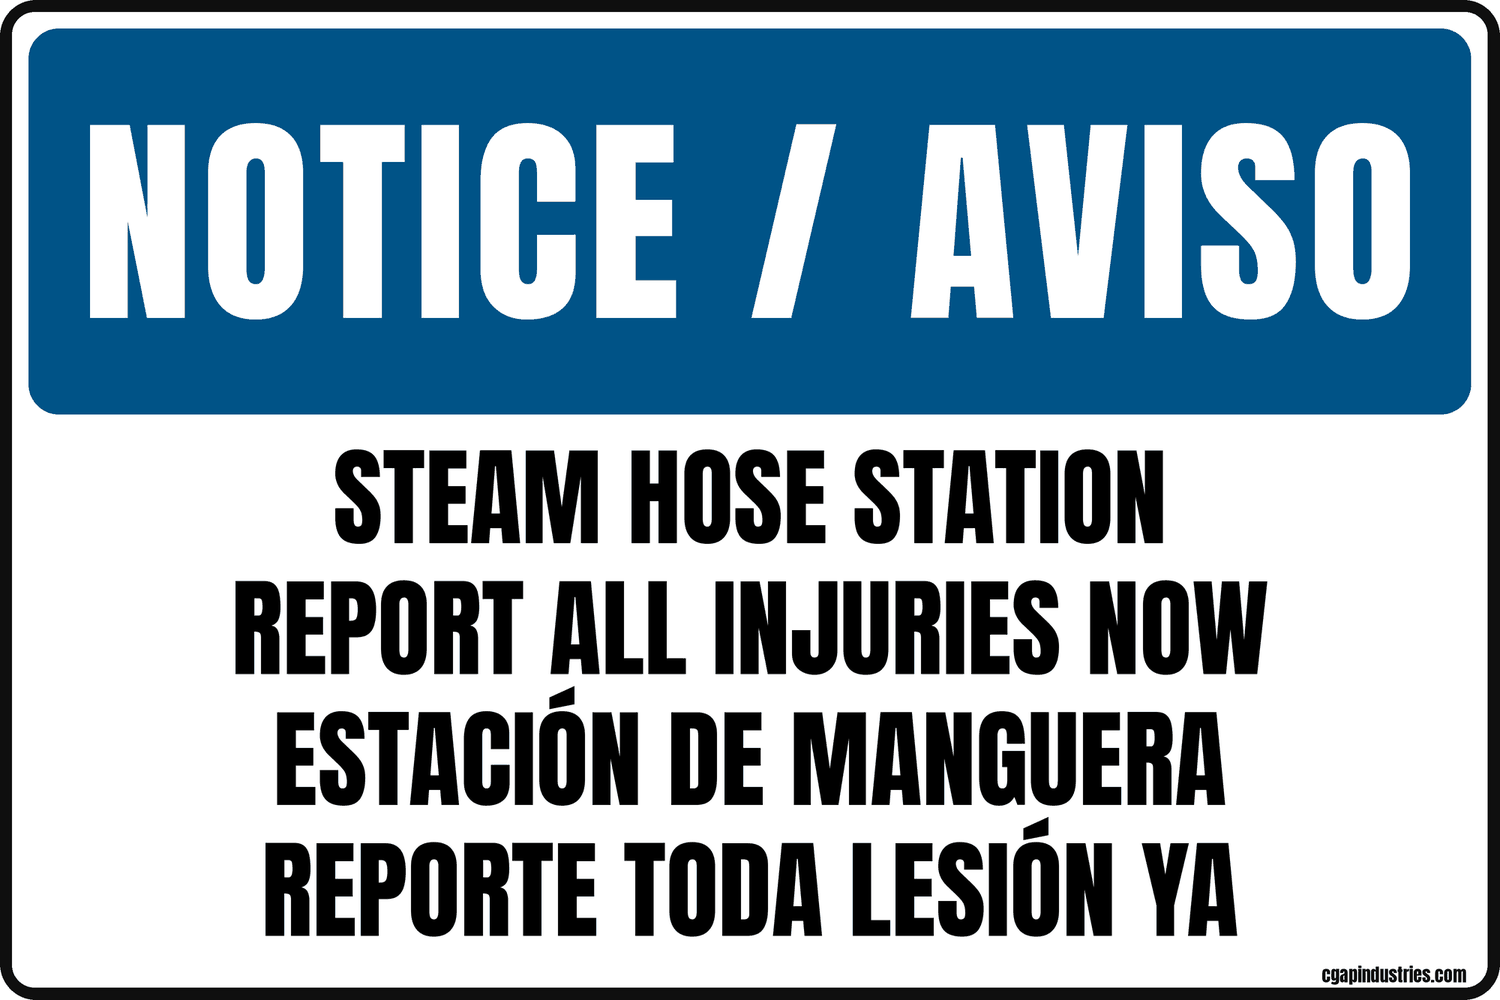 NOTICE / AVISO
STEAM HOSE STATION
REPORT ALL INJURIES NOW
ESTACIÓN DE MANGUERA
REPORTE TODA LESIÓN YA
cgapindustries.com